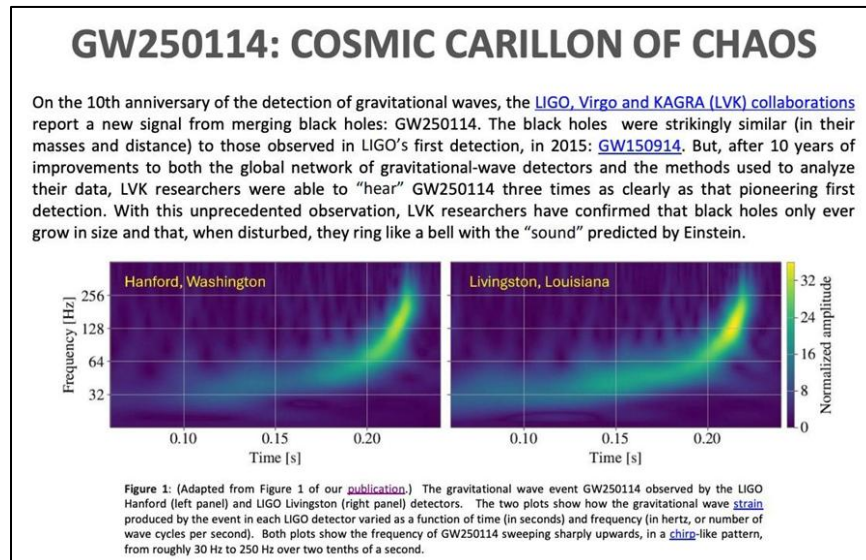 GW250114: COSMIC CARILLON OF CHAOS
On the 10th anniversary of the detection of gravitational waves, the LIGO, Virgo and KAGRA (LVK) collaborations
report a new signal from merging black holes: GW250114. The black holes were strikingly similar (in their
masses and distance) to those observed in LIGO's first detection, in 2015: GW150914. But, after 10 years of
improvements to both the global network of gravitational-wave detectors and the methods used to analyze
their data, LVK researchers were able to “hear” GW250114 three times as clearly as that pioneering first
detection. With this unprecedented observation, LVK researchers have confirmed that black holes only ever
grow in size and that, when disturbed, they ring like a bell with the “sound” predicted by Einstein.
Hanford, Washington
Livingston, Louisiana
Frequency [Hz]
256
128
64
32
0.10
0.15
0.20
Time [s]
0.10
0.15
0.20
Time [s]
32
24
16
8
0
Normalized amplitude
Figure 1: (Adapted from Figure 1 of our publication.) The gravitational wave event GW250114 observed by the LIGO
Hanford (left panel) and LIGO Livingston (right panel) detectors. The two plots show how the gravitational wave strain
produced by the event in each LIGO detector varied as a function of time (in seconds) and frequency (in hertz, or number of
wave cycles per second). Both plots show the frequency of GW250114 sweeping sharply upwards, in a chirp-like pattern,
from roughly 30 Hz to 250 Hz over two tenths of a second.